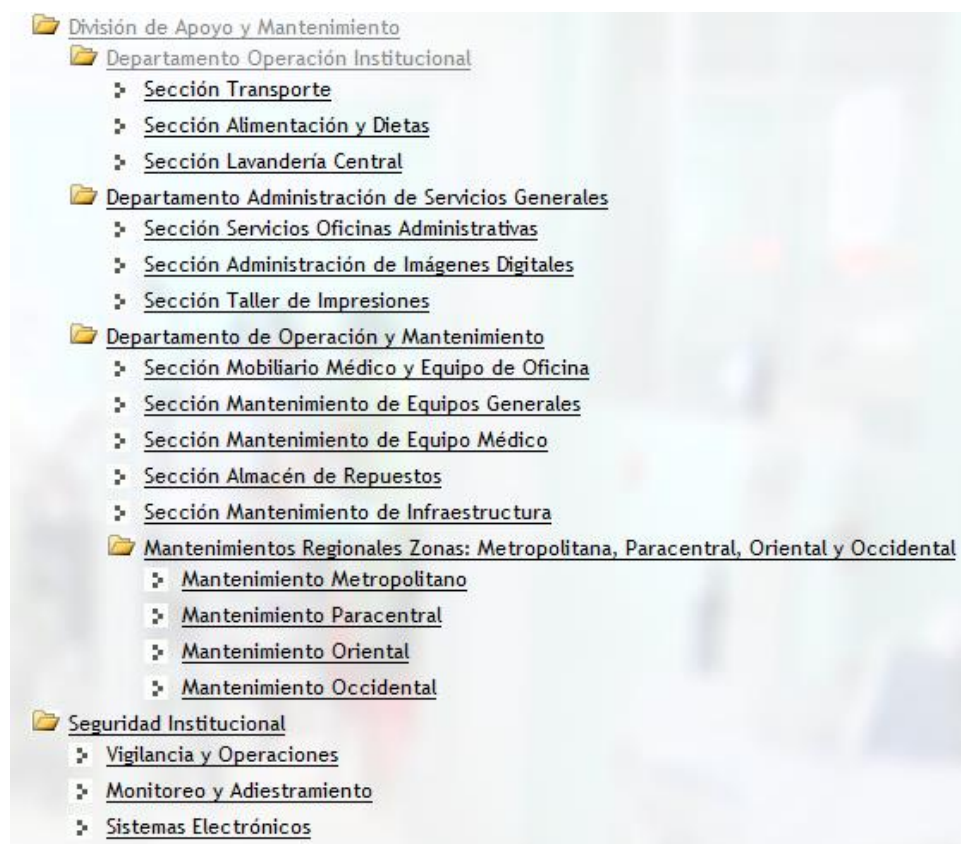 División de Apoyo y Mantenimiento
Departamento Operación Institucional
Sección Transporte
Sección Alimentación y Dietas
Sección Lavandería Central
Departamento Administración de Servicios Generales
Sección Servicios Oficinas Administrativas
Sección Administración de Imágenes Digitales
Sección Taller de Impresiones
Departamento de Operación y Mantenimiento
Sección Mobiliario Médico y Equipo de Oficina
Sección Mantenimiento de Equipos Generales
Sección Mantenimiento de Equipo Médico
Sección Almacén de Repuestos
Sección Mantenimiento de Infraestructura
Mantenimientos Regionales Zonas: Metropolitana, Paracentral, Oriental y Occidental
Mantenimiento Metropolitano
Mantenimiento Paracentral
Mantenimiento Oriental
Mantenimiento Occidental
Seguridad Institucional
Vigilancia y Operaciones
Monitoreo y Adiestramiento
Sistemas Electrónicos